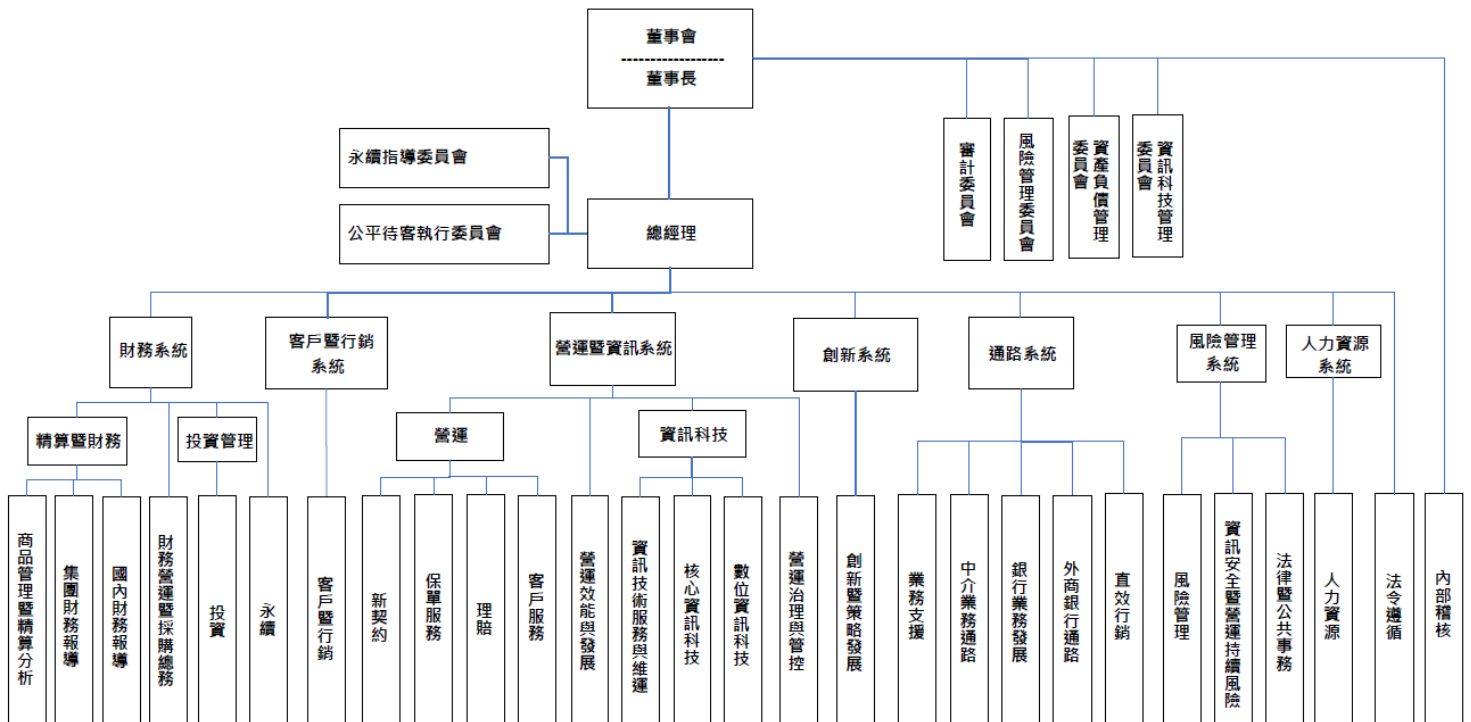 董事會
------------------
董事長
永續指導委員會
公平待客執行委員會
總經理
審計委員會
風險管理委員會
資產負債管理
委員會
資訊科技管理
委員會
財務系統
客戶暨行銷
系統
營運暨資訊系統
創新系統
通路系統
風險管理
系統
人力資源
系統
精算暨財務
投資管理
營運
資訊科技
商品管理暨精算分析
集團財務報導
國內財務報導
財務營運暨採購總務
投資
永續
客戶暨行銷
新契約
保單服務
理賠
客戶服務
營運效能與發展
資訊技術服務與維運
核心資訊科技
數位資訊科技
營運治理與管控
創新暨策略發展
業務支援
中介業務通路
銀行業務發展
外商銀行通路
直效行銷
風險管理
資訊安全暨營運持續風險
法律暨公共事務
人力資源
法令遵循
內部稽核